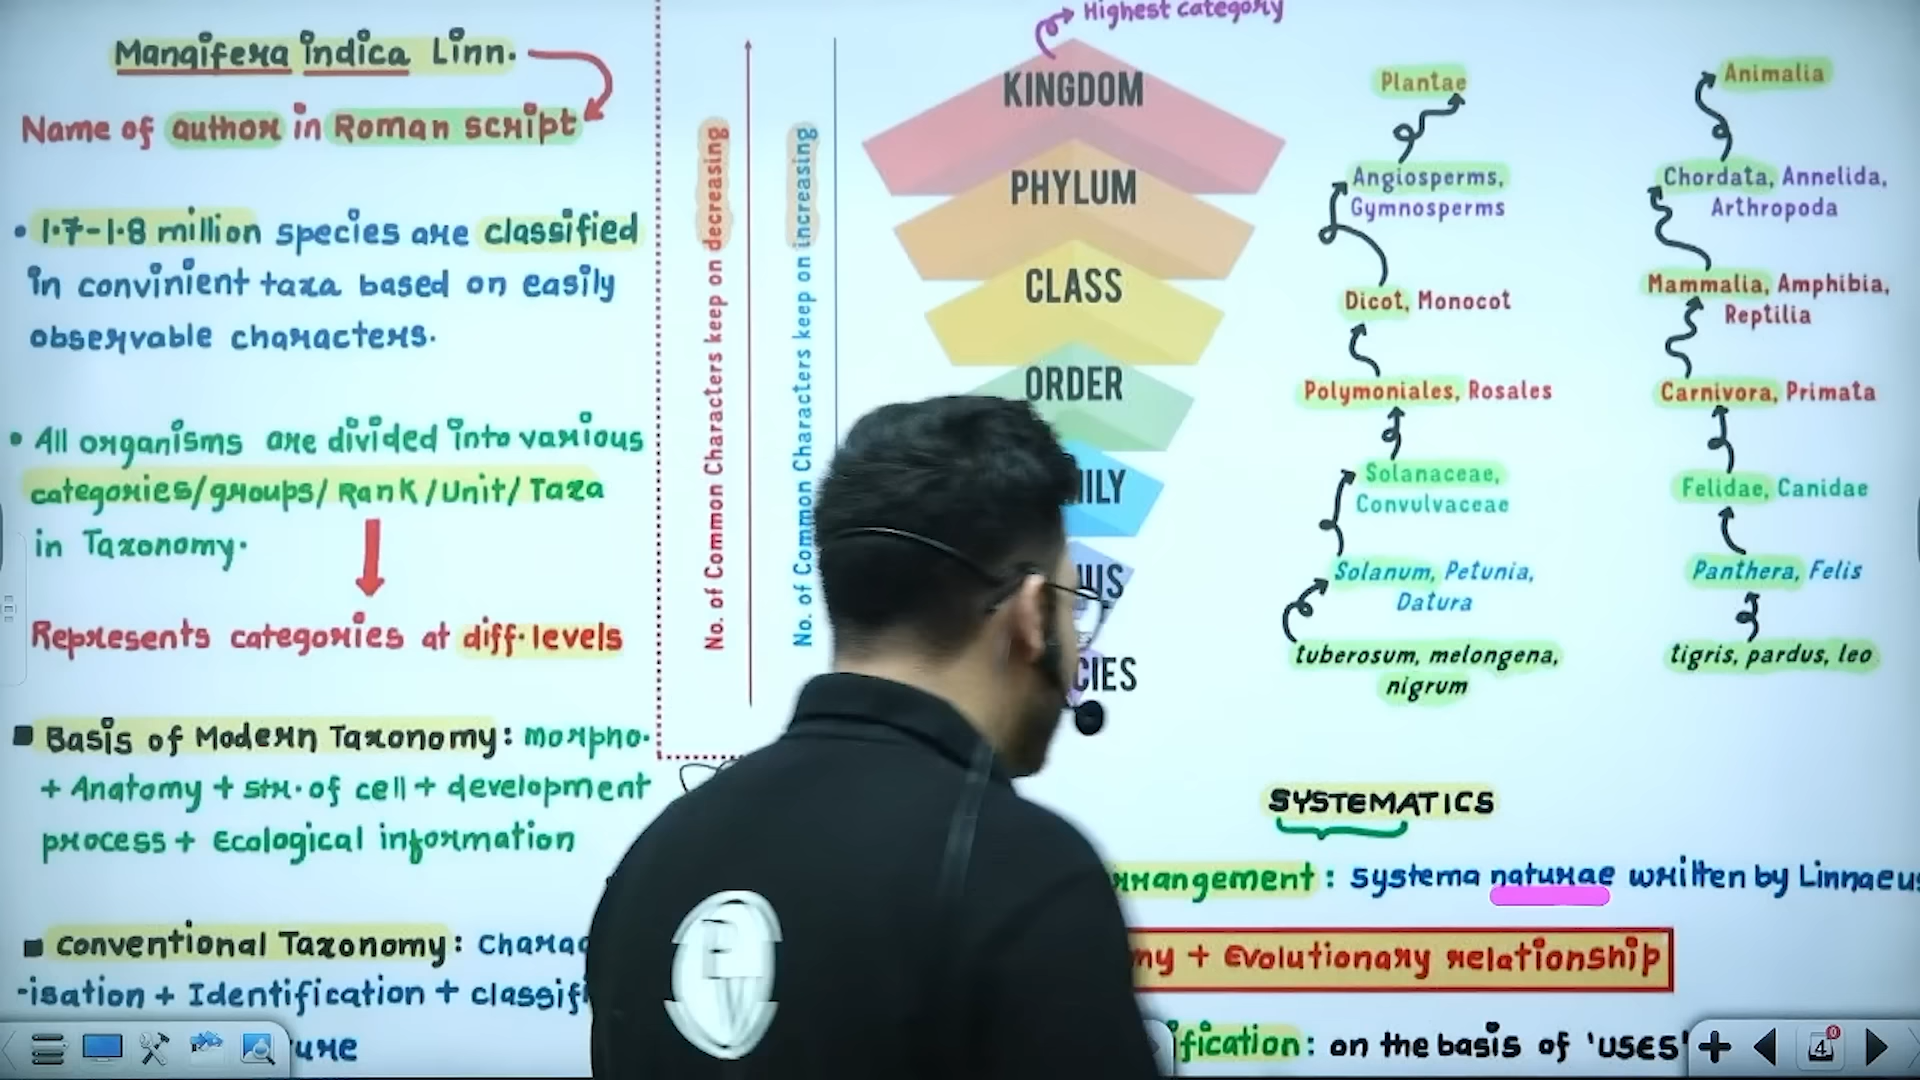 Mangifera indica Linn.
Name of author in Roman script
• 1.7-1.8 million species are classified
in convinient taxa based on easily
observable characters.
• All organisms are divided into various
categories/groups/Rank/Unit/Taxa
in Taxonomy.
Represents categories at diff. levels
Basis of Modern Taxonomy: morpho.
+ Anatomy + str. of cell + development
process + Ecological information
Conventional Taxonomy:
-isation + Identification +
No. of Common Characters keep on decreasing
No. of Common Characters keep on increasing
Highest category
KINGDOM
PHYLUM
CLASS
ORDER
Plantae
Angiosperms,
Gymnosperms
Dicot, Monocot
Polymoniales, Rosales
Solanaceae,
Convulvaceae
Solanum, Petunia,
Datura
tuberosum, melongena,
nigrum
Animalia
Chordata, Annelida,
Arthropoda
Mammalia, Amphibia,
Reptilia
Carnivora, Primata
Felidae, Canidae
Panthera, Felis
tigris, pardus, leo
SYSTEMATICS
: systema naturae written by Linnaeus
+ Evolutionary relationship
: on the basis of 'USES'
4